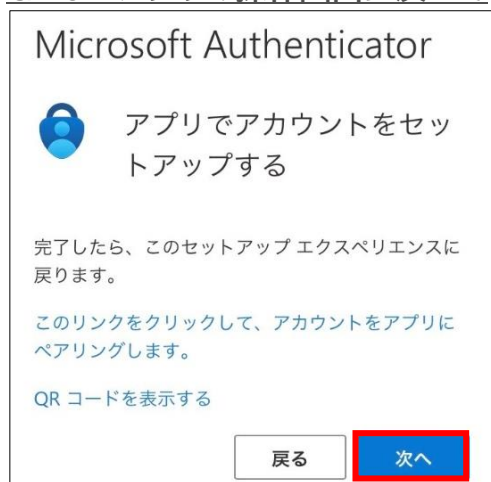 Microsoft Authenticator
アプリでアカウントをセッ
トアップする
完了したら、このセットアップ エクスペリエンスに
戻ります。
このリンクをクリックして、アカウントをアプリに
ペアリングします。
QR コードを表示する
戻る
次へ